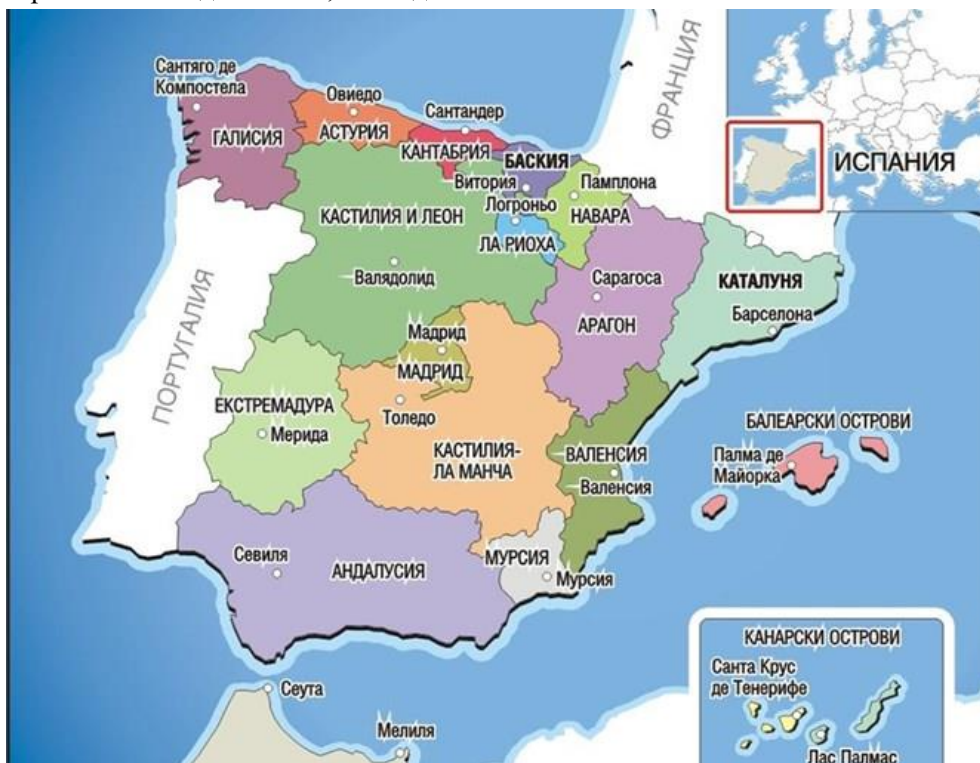 Сантяго де
Компостела
ГАЛИСИЯ
Овиедо
АСТУРИЯ
Сантандер
КАНТАБРИЯ
БАСКИЯ
Витория
Памплона
НАВАРА
Логроньо
ЛА РИОХА
ФРАНЦИЯ
ИСПАНИЯ
КАСТИЛИЯ И ЛЕОН
Валядолид
Сарагоса
АРАГОН
КАТАЛУНЯ
Барселона
ПОРТУГАЛИЯ
Мадрид
МАДРИД
Толедо
ЕКСТРЕМАДУРА
Мерида
КАСТИЛИЯ-
ЛА МАНЧА
ВАЛЕНСИЯ
Валенсия
БАЛЕАРСКИ ОСТРОВИ
Палма де
Майорка
Севиля
АНДАЛУСИЯ
МУРСИЯ
Мурсия
Сеута
Мелиля
КАНАРСКИ ОСТРОВИ
Санта Крус
де Тенерифе
Лас Палмас